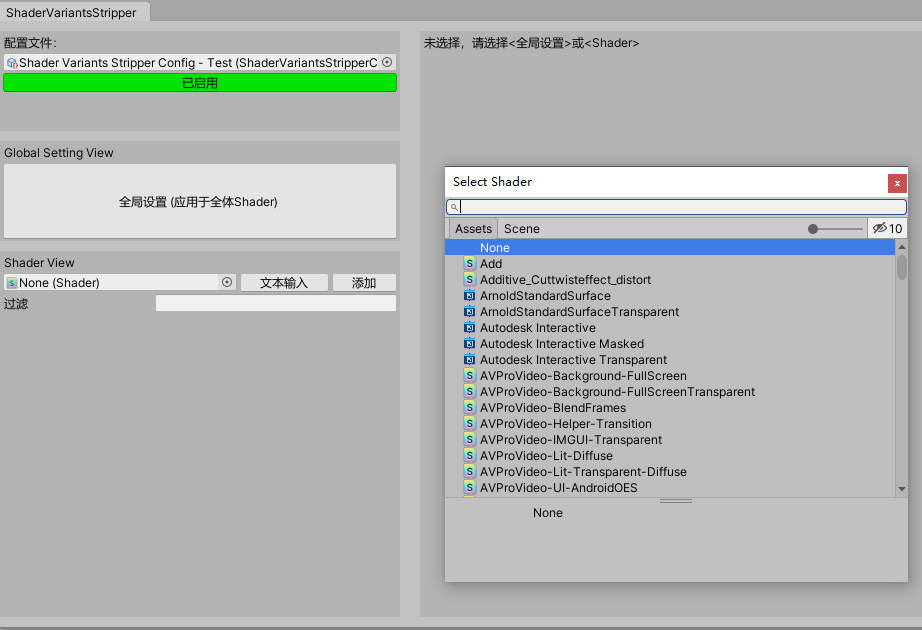 ShaderVariantsStripper
配置文件:
Shader Variants Stripper Config - Test (ShaderVariantsStripperC
已启用
Global Setting View
全局设置 (应用于全体Shader)
Shader View
None (Shader)
文本输入
添加
过滤
未选择，请选择<全局设置>或<Shader>
Select Shader
x
Assets
Scene
10
None
Add
Additive_Cuttwisteffect_distort
ArnoldStandardSurface
ArnoldStandardSurfaceTransparent
Autodesk Interactive
Autodesk Interactive Masked
Autodesk Interactive Transparent
AVProVideo-Background-FullScreen
AVProVideo-Background-FullScreenTransparent
AVProVideo-BlendFrames
AVProVideo-Helper-Transition
AVProVideo-IMGUI-Transparent
AVProVideo-Lit-Diffuse
AVProVideo-Lit-Transparent-Diffuse
AVProVideo-UI-AndroidOES
None